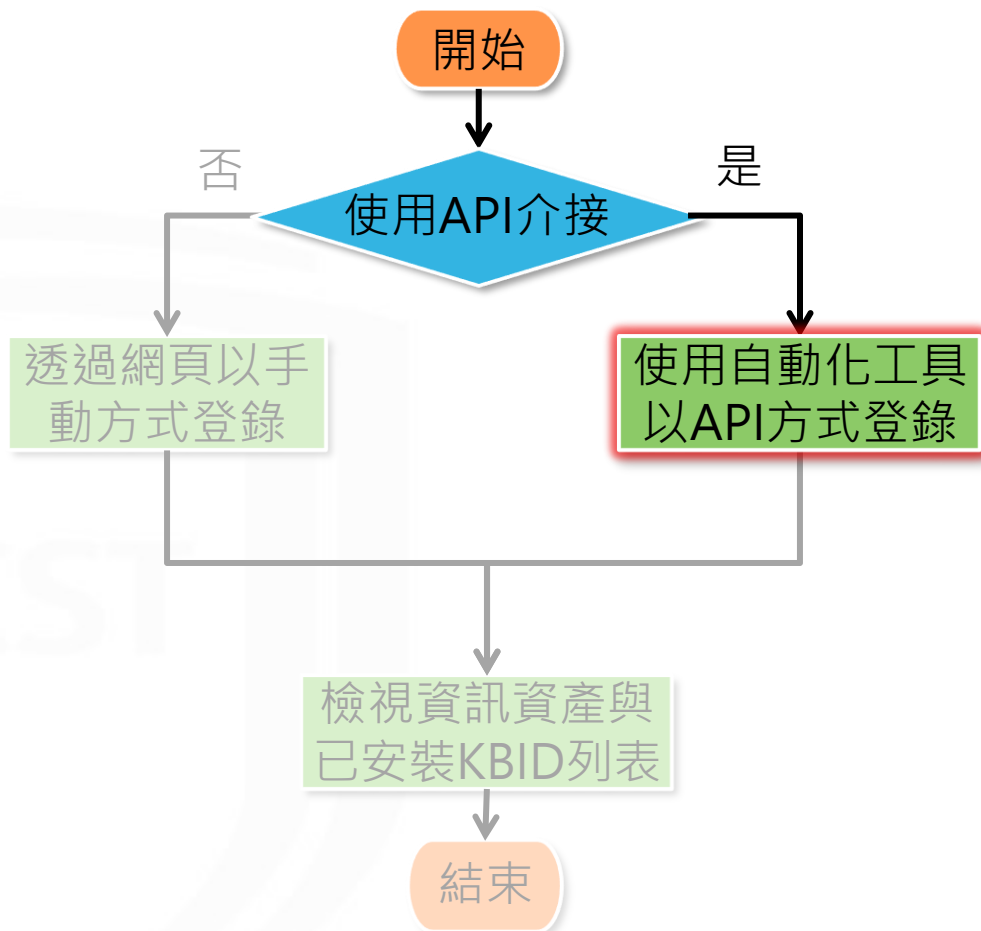 開始
否
是
使用API介接
透過網頁以手
動方式登錄
使用自動化工具
以API方式登錄
檢視資訊資產與
已安裝KBID列表
結束